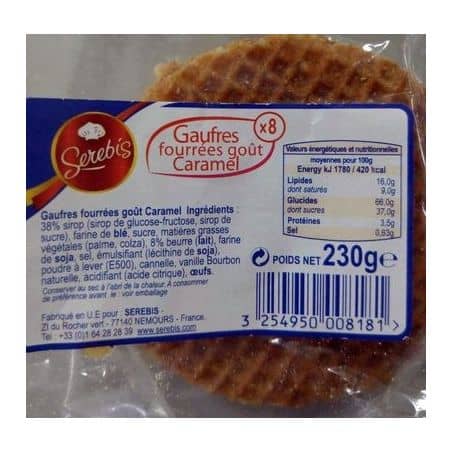 Serebis
Gaufres
fourrées goût
Caramel
x8
Valeurs énergétiques et nutritionnelles
moyennes pour 100g
Energy kJ 1780 / 420 kcal
Lipides 16,0g
dont saturés 9,0g
Glucides 66,0g
dont sucres 37,0g
Protéines 3,5g
Sel 0,63g
Gaufres fourrées goût Caramel Ingrédients :
38% sirop (sirop de glucose-fructose, sirop de
sucre), farine de blé, sucre, matières grasses
végétales (palme, colza), 8% beurre (lait), farine
de soja, sel, émulsifiant (lécithine de soja),
poudre à lever (E500), cannelle, vanille Bourbon
naturelle, acidifiant (acide citrique), œufs.
Conserver au sec à l'abri de la chaleur. A consommer
de préférence avant le : voir emballage
POIDS NET 230g e
Fabriqué en U.E pour : SEREBIS -
ZI du Rocher vert - 77140 NEMOURS - France.
Tel : +33 (0)1 64 28 28 39 www.serebis.com
3 254950 008181 >